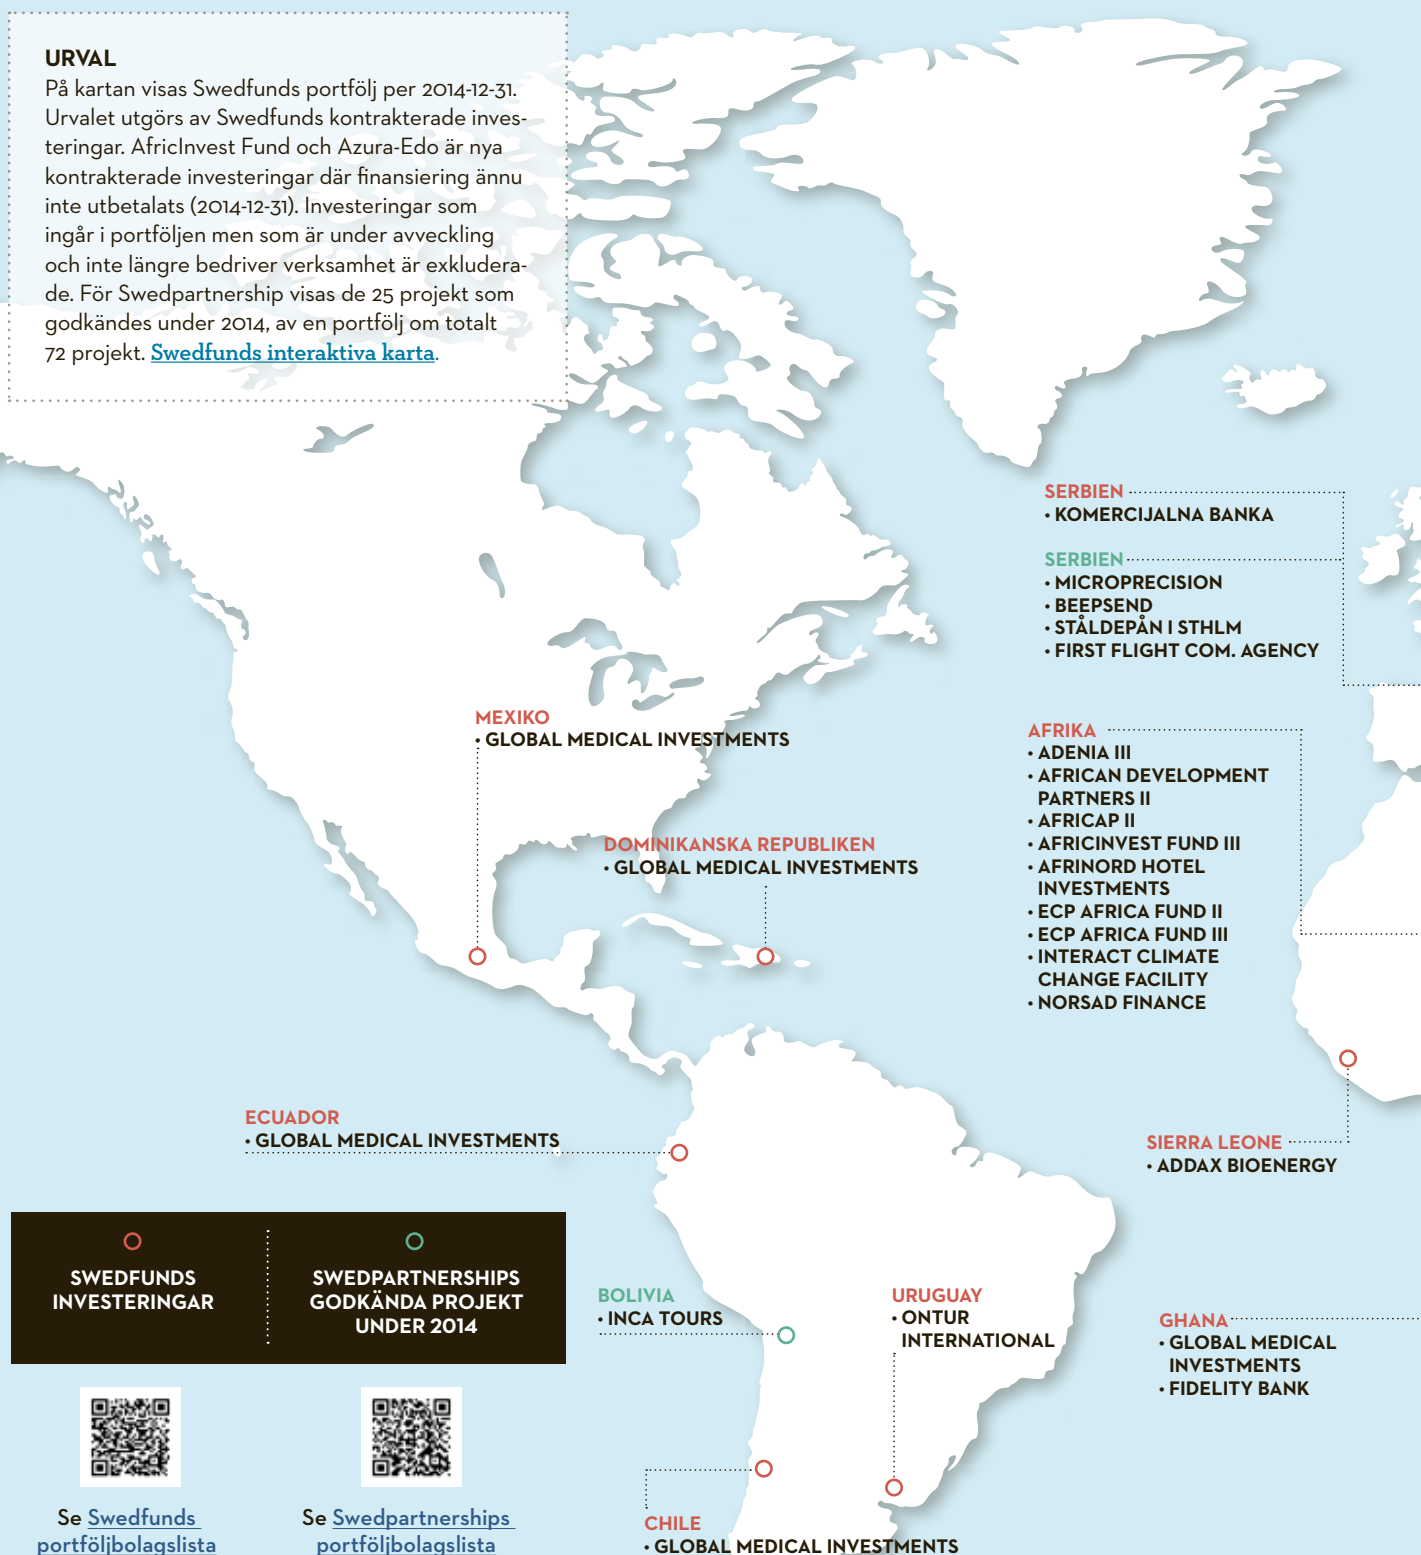 URVAL
På kartan visas Swedfunds portfölj per 2014-12-31.
Urvalet utgörs av Swedfunds kontrakterade inves-
teringar. AfricInvest Fund och Azura-Edo är nya
kontrakterade investeringar där finansiering ännu
inte utbetalats (2014-12-31). Investeringar som
ingår i portföljen men som är under avveckling
och inte längre bedriver verksamhet är exkludera-
de. För Swedpartnership visas de 25 projekt som
godkändes under 2014, av en portfölj om totalt
72 projekt. Swedfunds interaktiva karta.
SERBIEN
• KOMERCIJALNA BANKA
SERBIEN
• MICROPRECISION
• BEEPSEND
• STÅLDEPÅN I STHLM
• FIRST FLIGHT COM. AGENCY
MEXIKO
• GLOBAL MEDICAL INVESTMENTS
DOMINIKANSKA REPUBLIKEN
• GLOBAL MEDICAL INVESTMENTS
AFRIKA
• ADENIA III
• AFRICAN DEVELOPMENT
PARTNERS II
• AFRICAP II
• AFRICINVEST FUND III
• AFRINORD HOTEL
INVESTMENTS
• ECP AFRICA FUND II
• ECP AFRICA FUND III
• INTERACT CLIMATE
CHANGE FACILITY
• NORSAD FINANCE
ECUADOR
• GLOBAL MEDICAL INVESTMENTS
SIERRA LEONE
• ADDAX BIOENERGY
SWEDFUNDS
INVESTERINGAR
SWEDPARTNERSHIPS
GODKÄNDA PROJEKT
UNDER 2014
BOLIVIA
• INCA TOURS
URUGUAY
• ONTUR
INTERNATIONAL
GHANA
• GLOBAL MEDICAL
INVESTMENTS
• FIDELITY BANK
Se Swedfunds
portföljbolagslista
Se Swedpartnerships
portföljbolagslista
CHILE
• GLOBAL MEDICAL INVESTMENTS